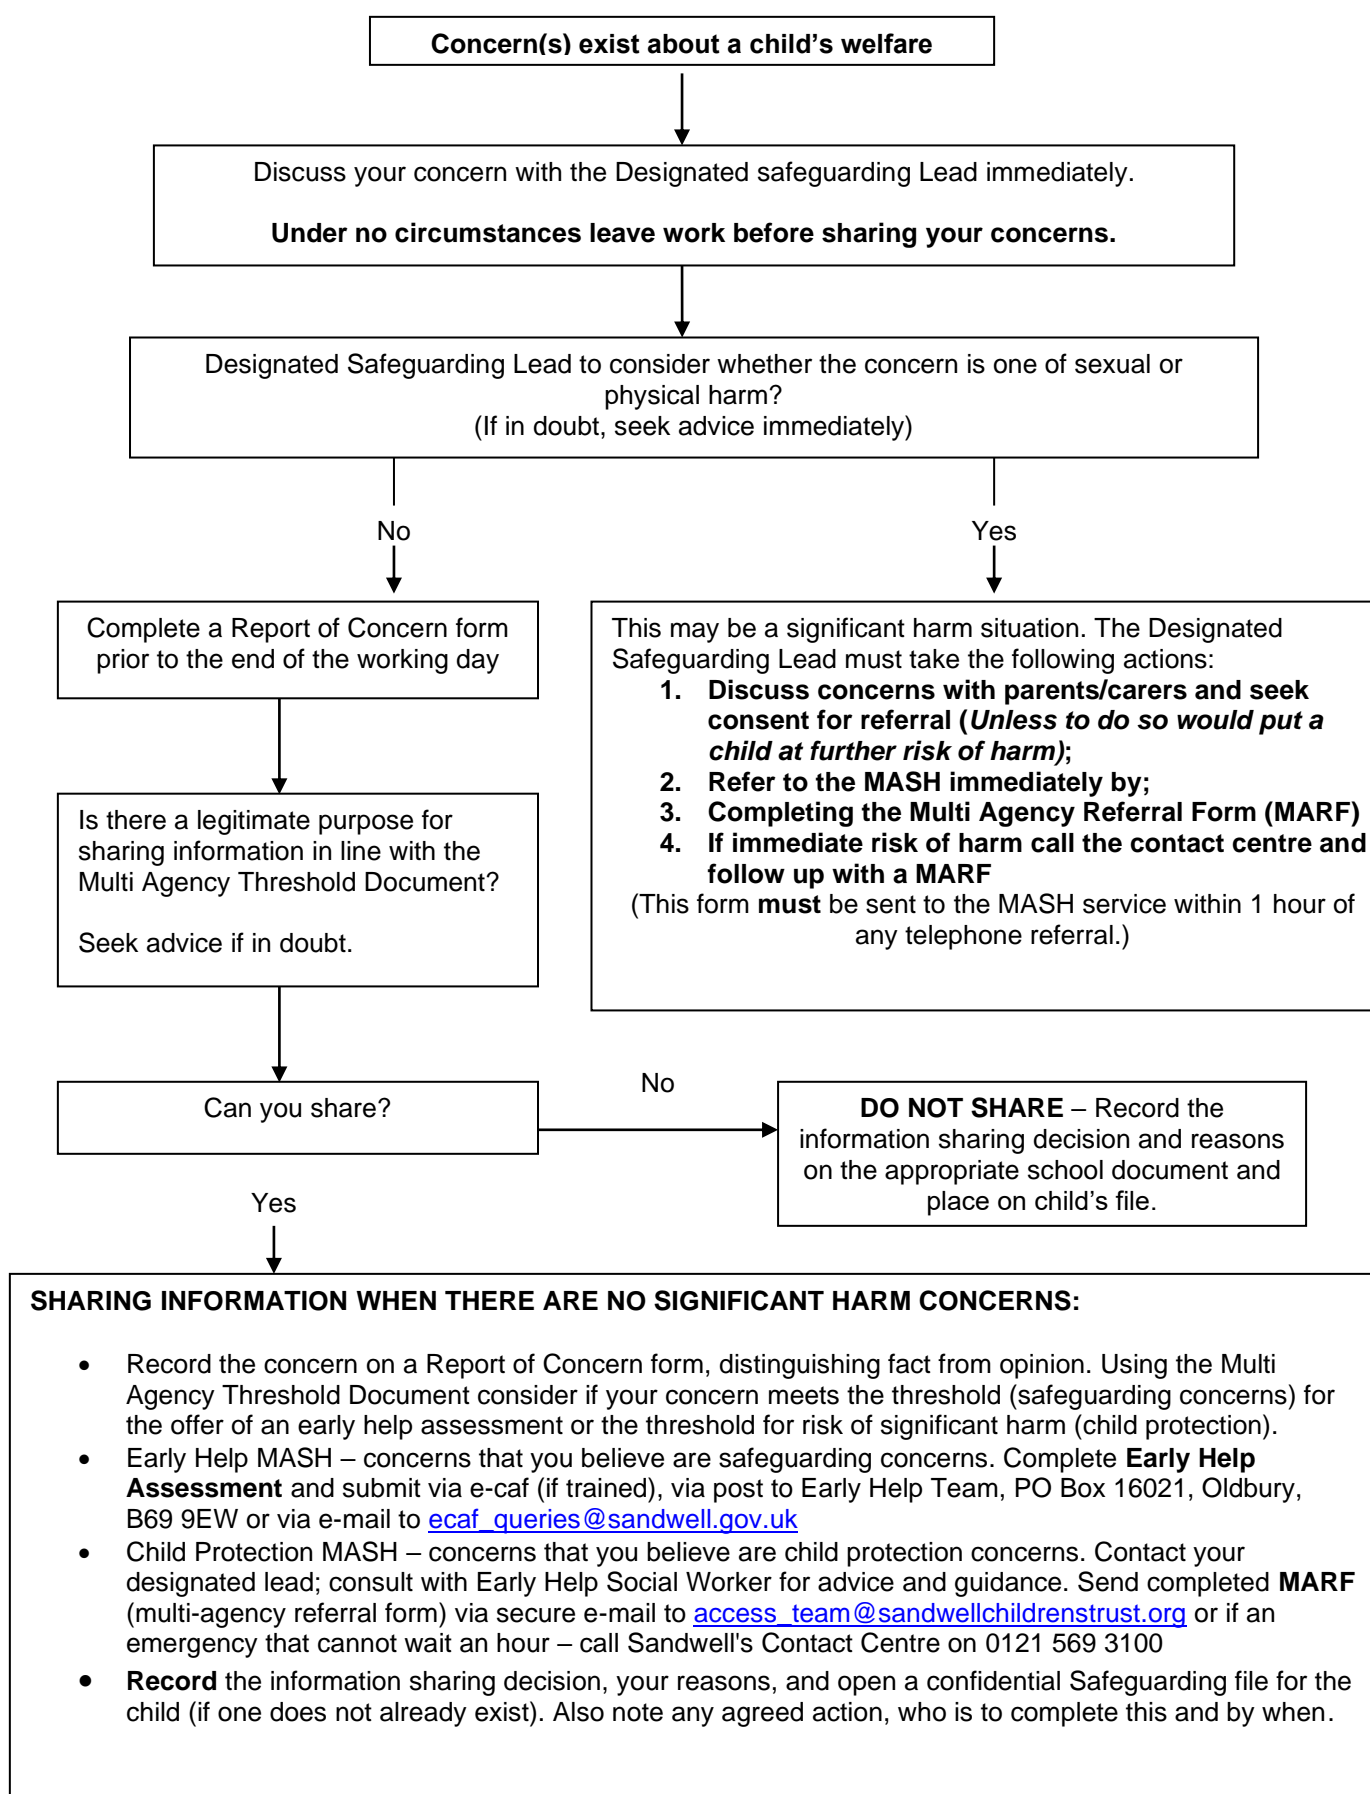 Concern(s) exist about a child's welfare
Discuss your concern with the Designated safeguarding Lead immediately.
Under no circumstances leave work before sharing your concerns.
Designated Safeguarding Lead to consider whether the concern is one of sexual or
physical harm?
(If in doubt, seek advice immediately)
No
Yes
Complete a Report of Concern form
prior to the end of the working day
This may be a significant harm situation. The Designated
Safeguarding Lead must take the following actions:
1. Discuss concerns with parents/carers and seek
consent for referral (Unless to do so would put a
child at further risk of harm);
2. Refer to the MASH immediately by;
3. Completing the Multi Agency Referral Form (MARF)
4. If immediate risk of harm call the contact centre and
follow up with a MARF
(This form must be sent to the MASH service within 1 hour of
any telephone referral.)
Is there a legitimate purpose for
sharing information in line with the
Multi Agency Threshold Document?
Seek advice if in doubt.
Can you share?
No
DO NOT SHARE – Record the
information sharing decision and reasons
on the appropriate school document and
place on child's file.
Yes
SHARING INFORMATION WHEN THERE ARE NO SIGNIFICANT HARM CONCERNS:
• Record the concern on a Report of Concern form, distinguishing fact from opinion. Using the Multi
Agency Threshold Document consider if your concern meets the threshold (safeguarding concerns) for
the offer of an early help assessment or the threshold for risk of significant harm (child protection).
• Early Help MASH – concerns that you believe are safeguarding concerns. Complete Early Help
Assessment and submit via e-caf (if trained), via post to Early Help Team, PO Box 16021, Oldbury,
B69 9EW or via e-mail to ecaf_queries@sandwell.gov.uk
• Child Protection MASH – concerns that you believe are child protection concerns. Contact your
designated lead; consult with Early Help Social Worker for advice and guidance. Send completed MARF
(multi-agency referral form) via secure e-mail to access_team@sandwellchildrenstrust.org or if an
emergency that cannot wait an hour – call Sandwell's Contact Centre on 0121 569 3100
• Record the information sharing decision, your reasons, and open a confidential Safeguarding file for the
child (if one does not already exist). Also note any agreed action, who is to complete this and by when.